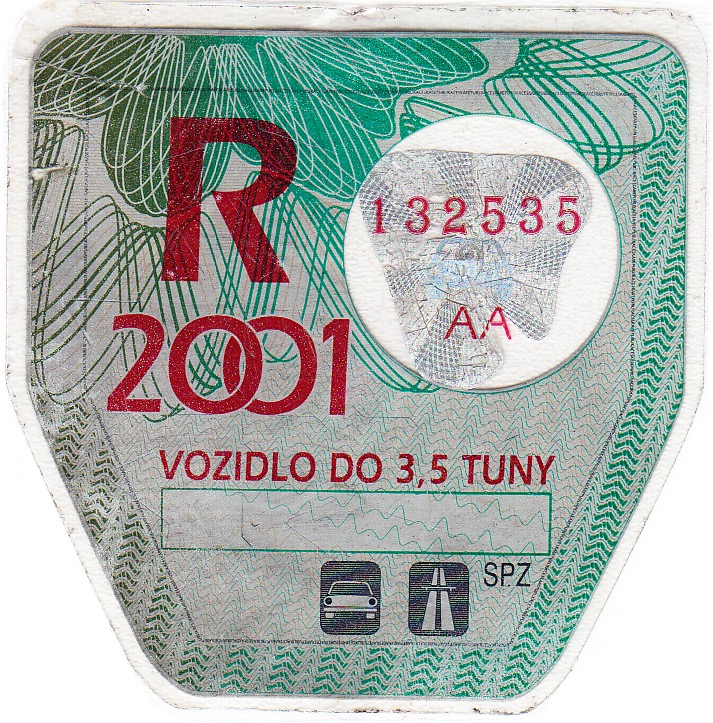 R
132535
AA
2001
VOZIDLO DO 3,5 TUNY
SPZ